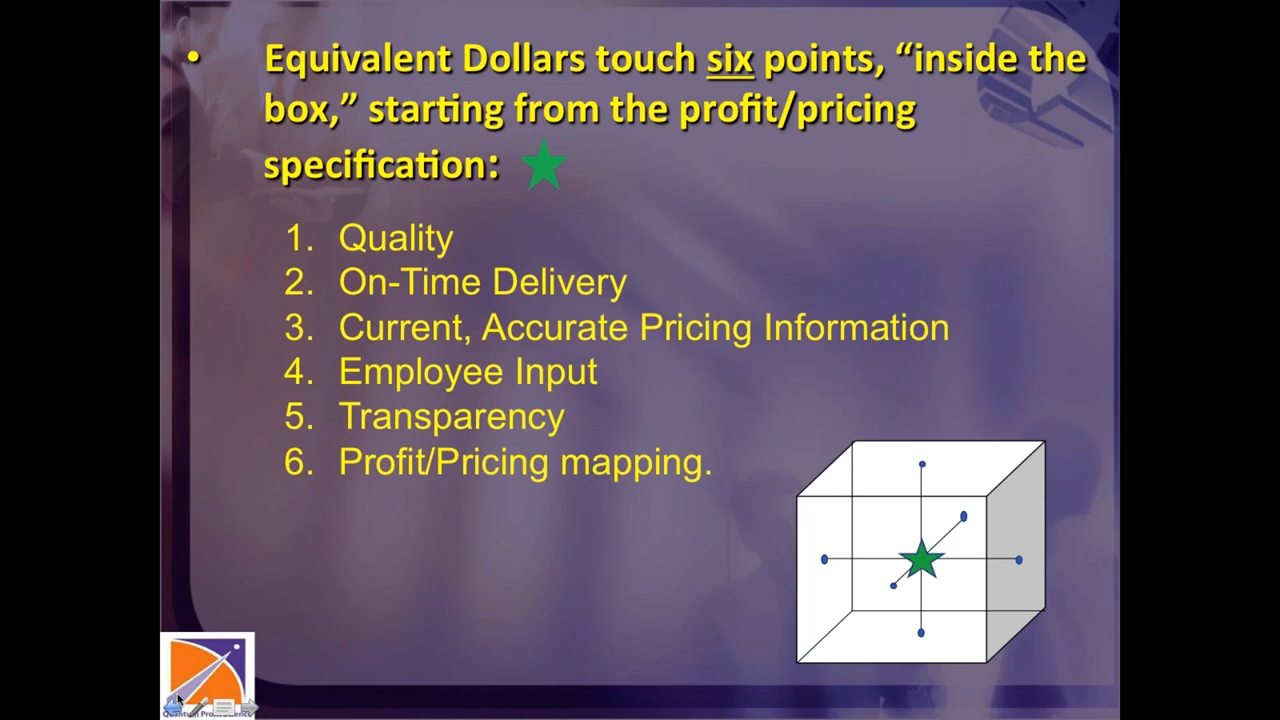 • Equivalent Dollars touch six points, “inside the
box,” starting from the profit/pricing
specification:
1. Quality
2. On-Time Delivery
3. Current, Accurate Pricing Information
4. Employee Input
5. Transparency
6. Profit/Pricing mapping.